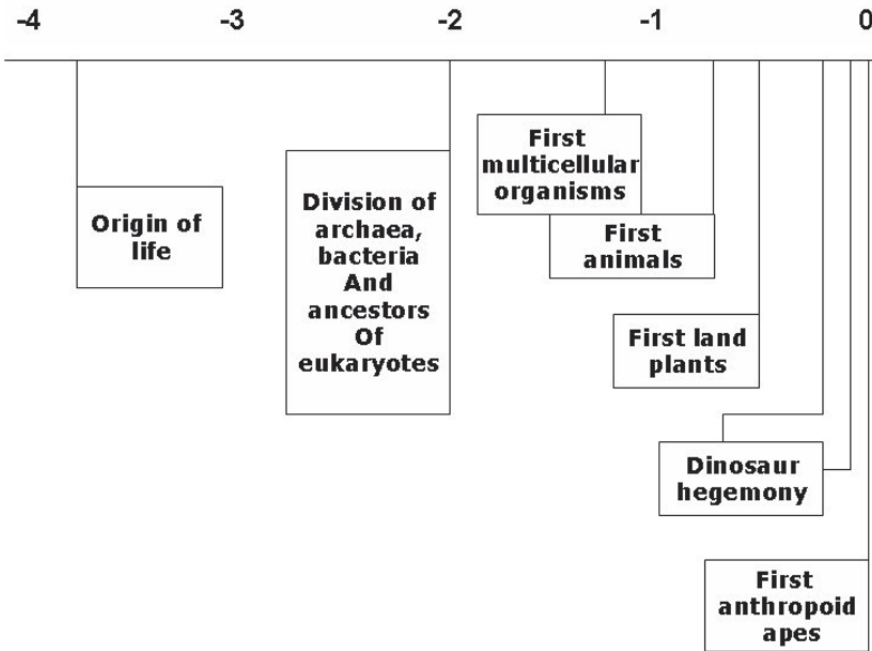 -4 -3 -2 -1 0
Origin of
life
Division of
archaea,
bacteria
And
ancestors
Of
eukaryotes
First
multicellular
organisms
First
animals
First land
plants
Dinosaur
hegemony
First
anthropoid
apes